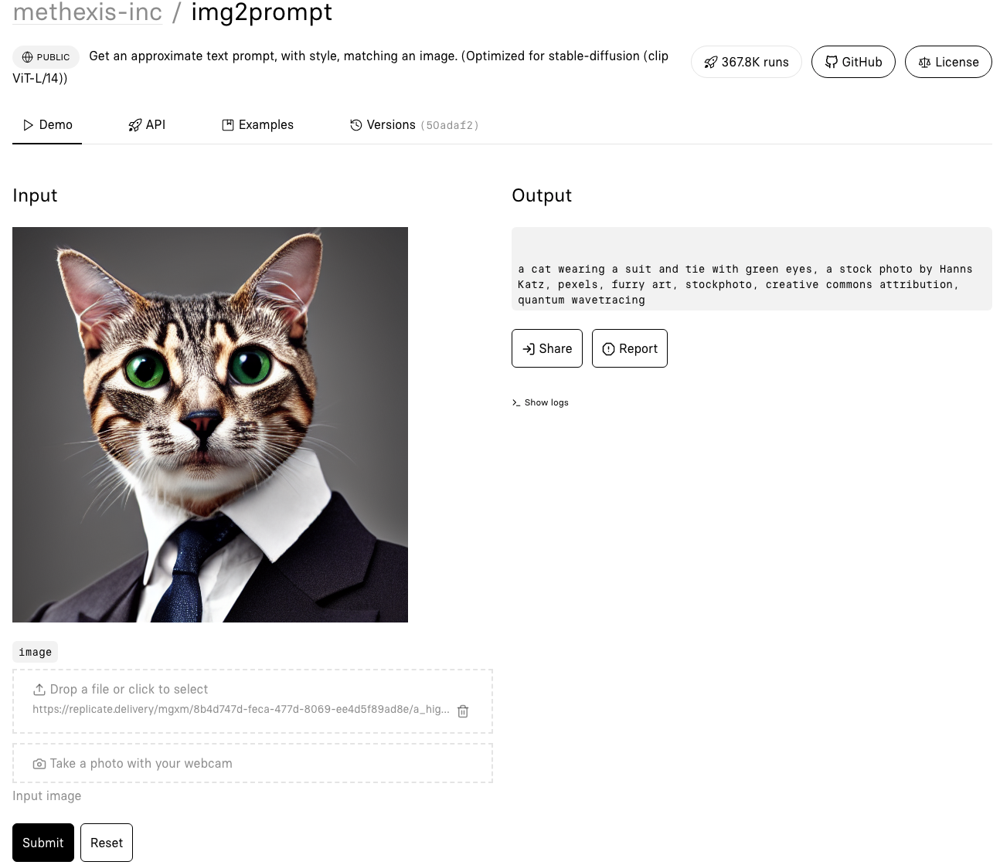 methexis-inc / img2prompt
PUBLIC Get an approximate text prompt, with style, matching an image. (Optimized for stable-diffusion (clip
ViT-L/14))
367.8K runs
GitHub
License
Demo
API
Examples
Versions (50adaf2)
Input
image
Drop a file or click to select
https://replicate.delivery/mgxm/8b4d747d-feca-477d-8069-ee4d5f89ad8e/a_hig...
Take a photo with your webcam
Input image
Submit
Reset
Output
a cat wearing a suit and tie with green eyes, a stock photo by Hanns
Katz, pexels, furry art, stockphoto, creative commons attribution,
quantum wavetracing
Share
Report
Show logs